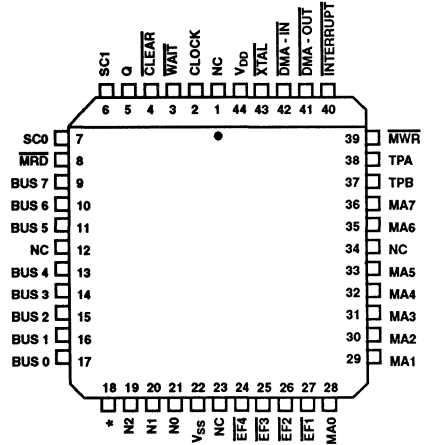 SC1 Q CLEAR WAIT CLOCK NC VDD XTAL DMA - IN DMA - OUT INTERRUPT
6 5 4 3 2 1 44 43 42 41 40
SC0 7 39 MWR
MRD 8 38 TPA
BUS 7 9 37 TPB
BUS 6 10 36 MA7
BUS 5 11 35 MA6
NC 12 34 NC
BUS 4 13 33 MA5
BUS 3 14 32 MA4
BUS 2 15 31 MA3
BUS 1 16 30 MA2
BUS 0 17 29 MA1
18 19 20 21 22 23 24 25 26 27 28
* N2 N1 N0 VSS NC EF4 EF3 EF2 EF1 MA0